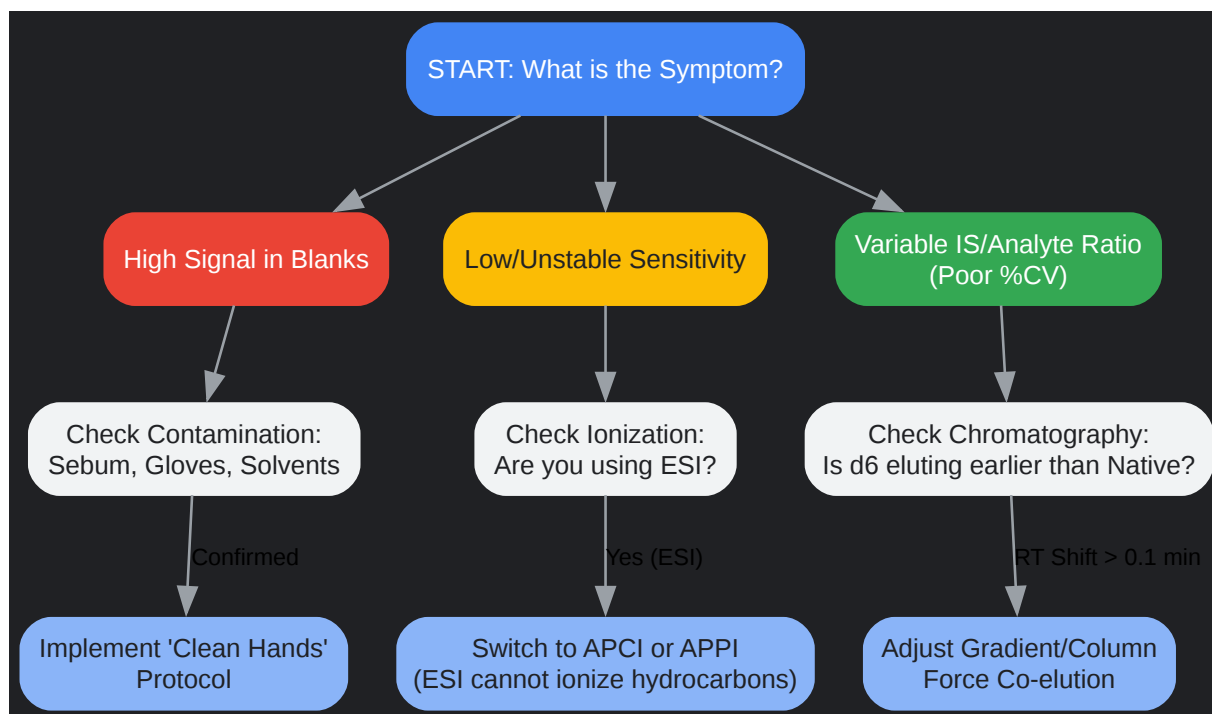 START: What is the Symptom?
High Signal in Blanks
Low/Unstable Sensitivity
Variable IS/Analyte Ratio
(Poor %CV)
Check Contamination:
Sebum, Gloves, Solvents
Check Ionization:
Are you using ESI?
Check Chromatography:
Is d6 eluting earlier than Native?
Confirmed
Yes (ESI)
RT Shift > 0.1 min
Implement 'Clean Hands'
Protocol
Switch to APCI or APPI
(ESI cannot ionize hydrocarbons)
Adjust Gradient/Column
Force Co-elution